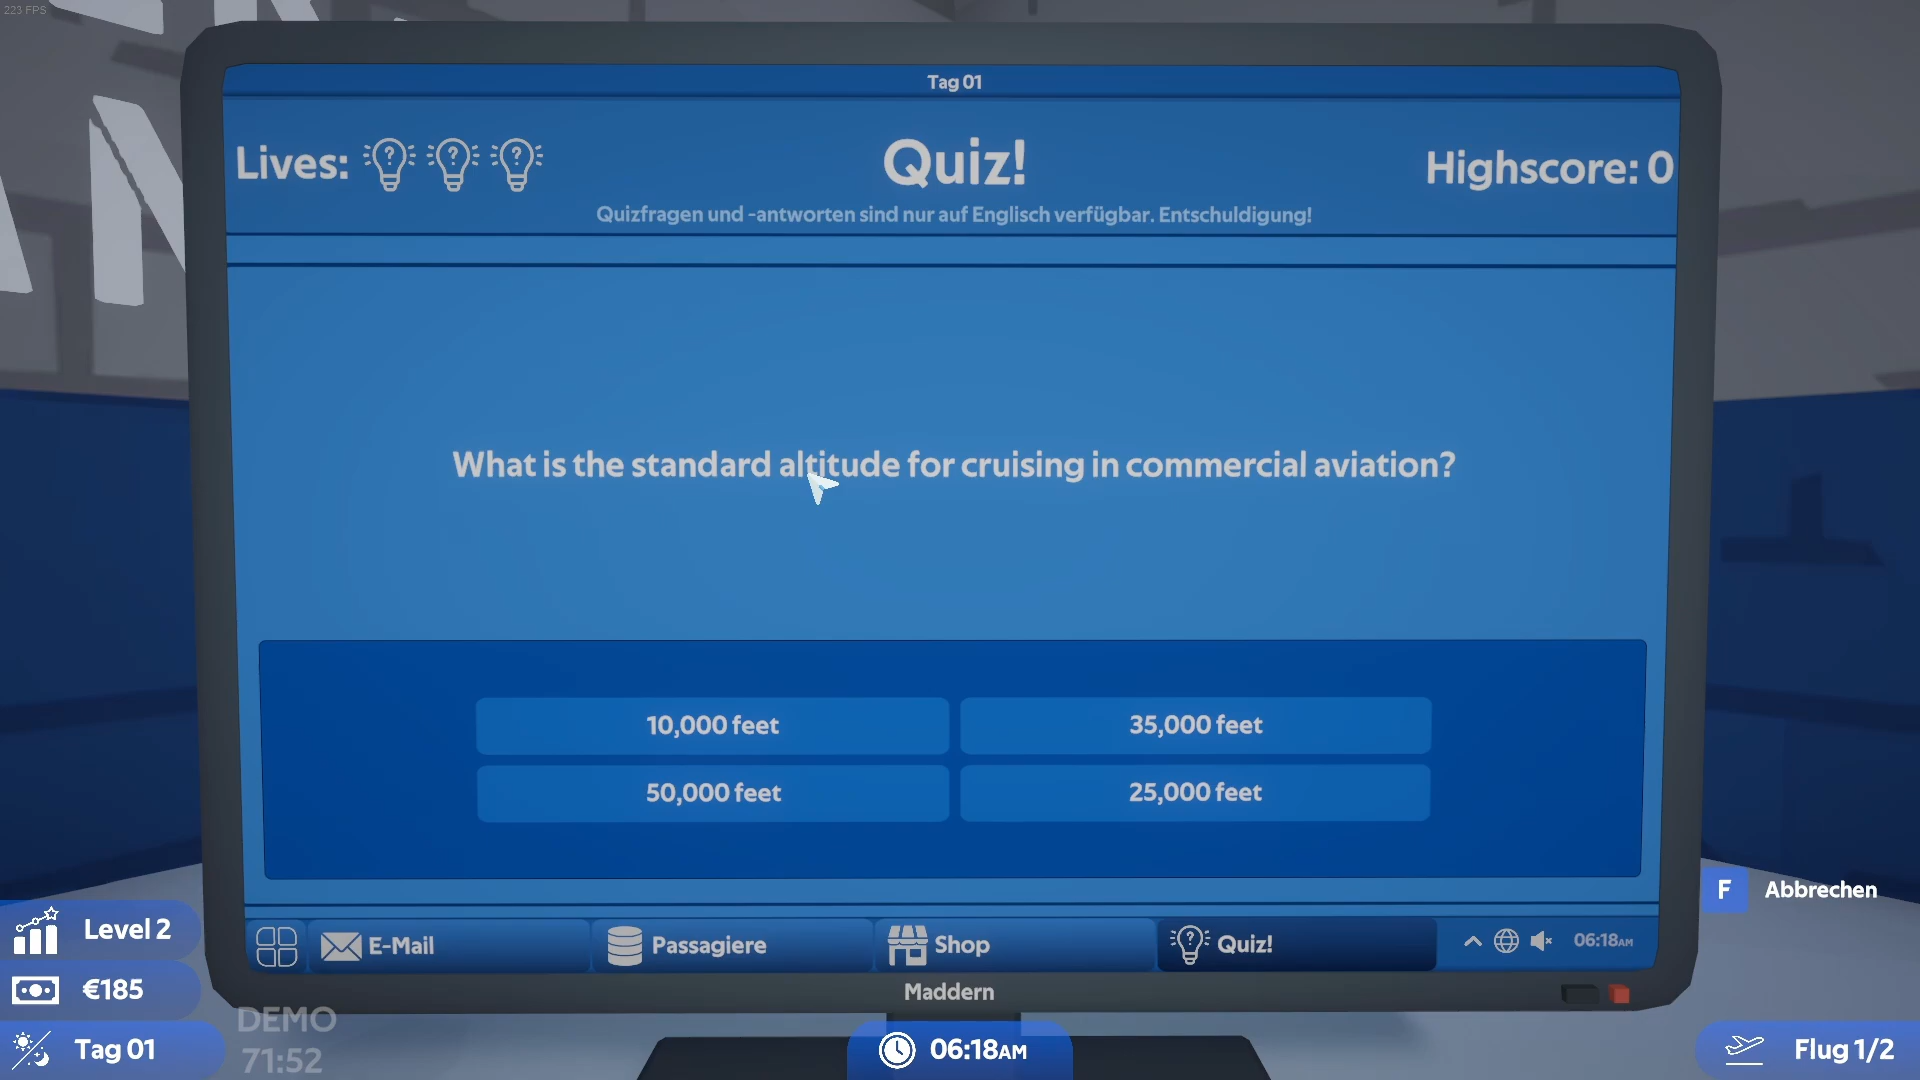 223 FPS
Tag 01
Lives:
Quiz!
Highscore: 0
Quizfragen und -antworten sind nur auf Englisch verfügbar. Entschuldigung!
What is the standard altitude for cruising in commercial aviation?
10,000 feet
35,000 feet
50,000 feet
25,000 feet
F Abbrechen
Level 2
E-Mail
Passagiere
Shop
Quiz!
06:18AM
€185
Maddern
DEMO
71:52
Tag 01
06:18AM
Flug 1/2